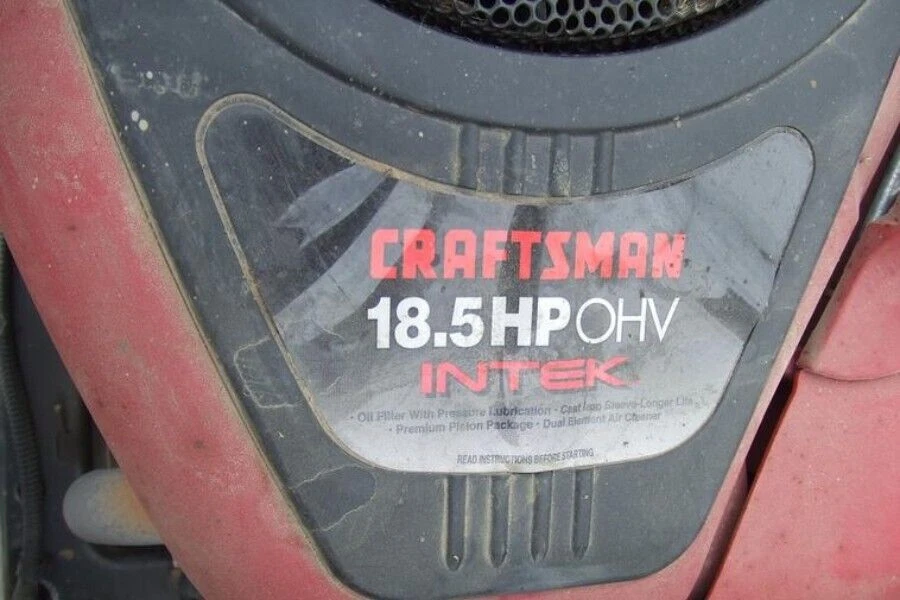 CRAFTSMAN
18.5 HP OHV
INTEK
· Oil Filter With Pressure Lubrication · Cast Iron Sleeve-Longer Life
· Premium Piston Package · Dual Element Air Cleaner
READ INSTRUCTIONS BEFORE STARTING